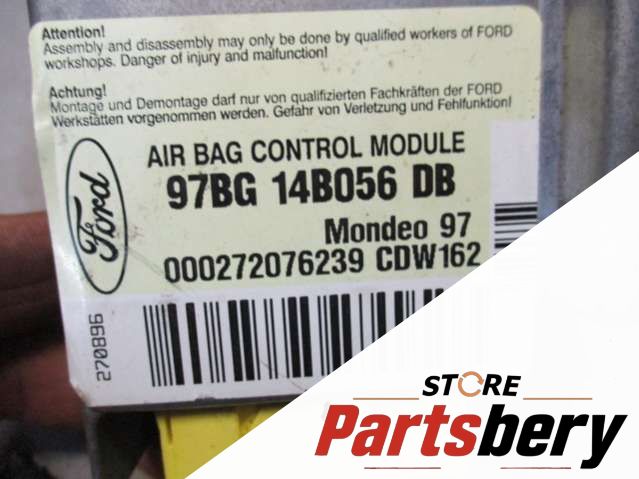 Attention!
Assembly and disassembly may only be done by qualified workers of FORD
workshops. Danger of injury and malfunction!
Achtung!
Montage und Demontage darf nur von qualifizierten Fachkräften der FORD
Werkstätten vorgenommen werden. Gefahr von Verletzung und Fehlfunktion!
AIR BAG CONTROL MODULE
97BG 14B056 DB
Ford
Mondeo 97
000272076239 CDW162
270896
STORE
Partsbery